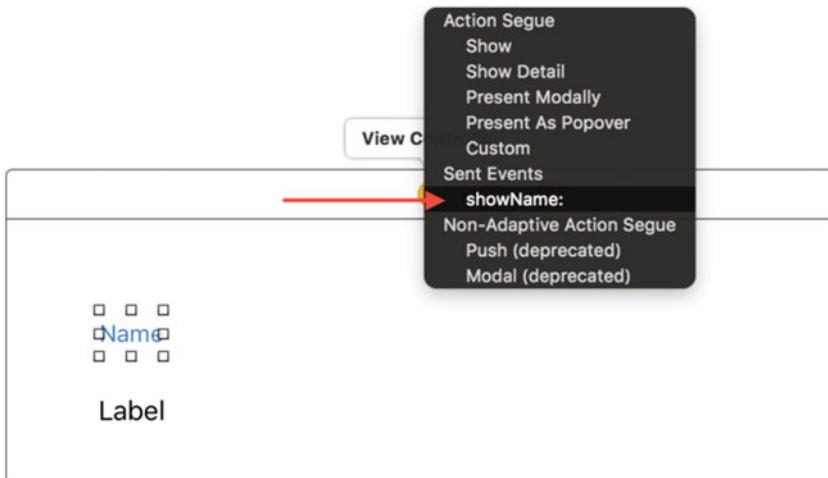 Action Segue
Show
Show Detail
Present Modally
Present As Popover
View C
Custom
Sent Events
showName:
Non-Adaptive Action Segue
Push (deprecated)
Modal (deprecated)
Name
Label